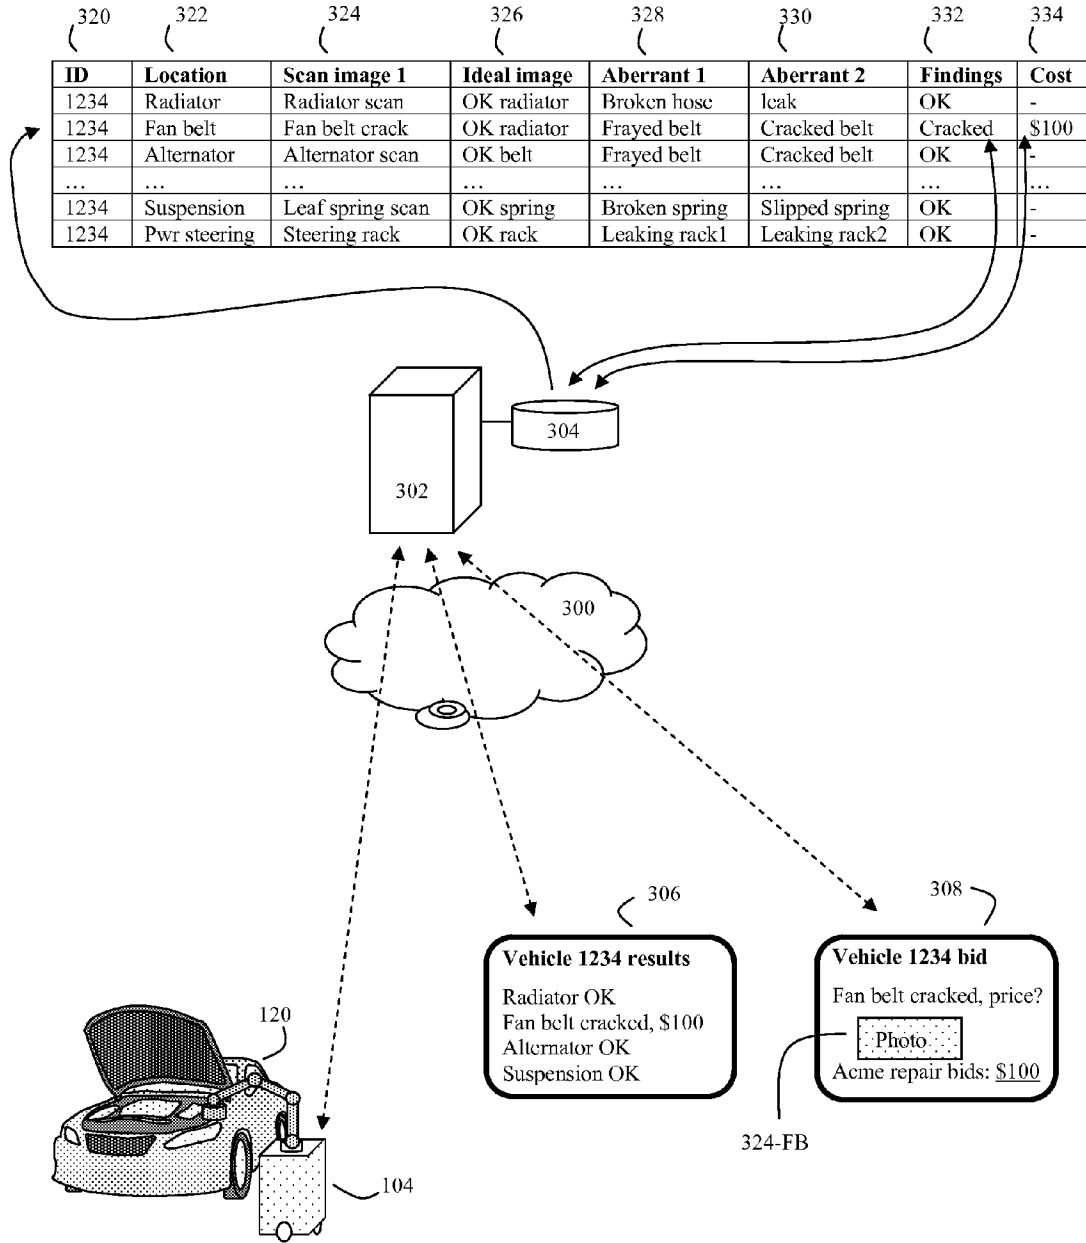 320 322 324 326 328 330 332 334
ID Location Scan image 1 Ideal image Aberrant 1 Aberrant 2 Findings Cost
1234 Radiator Radiator scan OK radiator Broken hose leak OK -
1234 Fan belt Fan belt crack OK radiator Frayed belt Cracked belt Cracked $100
1234 Alternator Alternator scan OK belt Frayed belt Cracked belt OK -
... ... ... ... ... ... ... ...
1234 Suspension Leaf spring scan OK spring Broken spring Slipped spring OK -
1234 Pwr steering Steering rack OK rack Leaking rack1 Leaking rack2 OK -
304
302
300
306
Vehicle 1234 results
Radiator OK
Fan belt cracked, $100
Alternator OK
Suspension OK
308
Vehicle 1234 bid
Fan belt cracked, price?
Photo
Acme repair bids: $100
324-FB
120
104